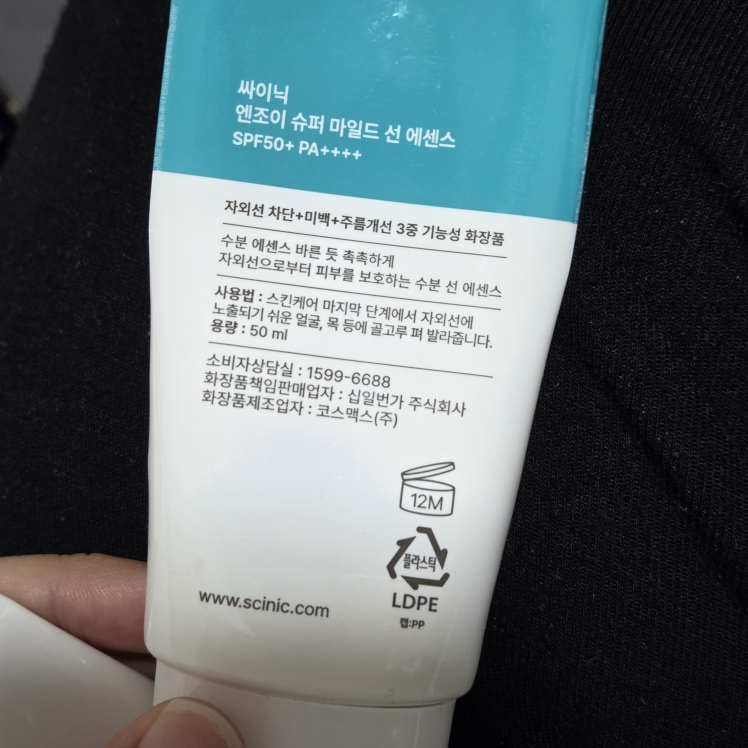 싸이닉
엔조이 슈퍼 마일드 선 에센스
SPF50+ PA++++
자외선 차단+미백+주름개선 3중 기능성 화장품
수분 에센스 바른 듯 촉촉하게
자외선으로부터 피부를 보호하는 수분 선 에센스
사용법 : 스킨케어 마지막 단계에서 자외선에
노출되기 쉬운 얼굴, 목 등에 골고루 펴 발라줍니다.
용량 : 50 ml
소비자상담실 : 1599-6688
화장품책임판매업자 : 십일번가 주식회사
화장품제조업자 : 코스맥스(주)
12M
플라스틱
LDPE
캡:PP
www.scinic.com